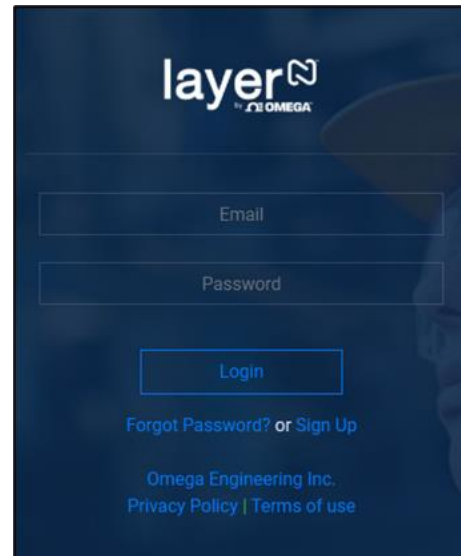 layer N
BY OMEGA
Email
Password
Login
Forgot Password? or Sign Up
Omega Engineering Inc.
Privacy Policy | Terms of use